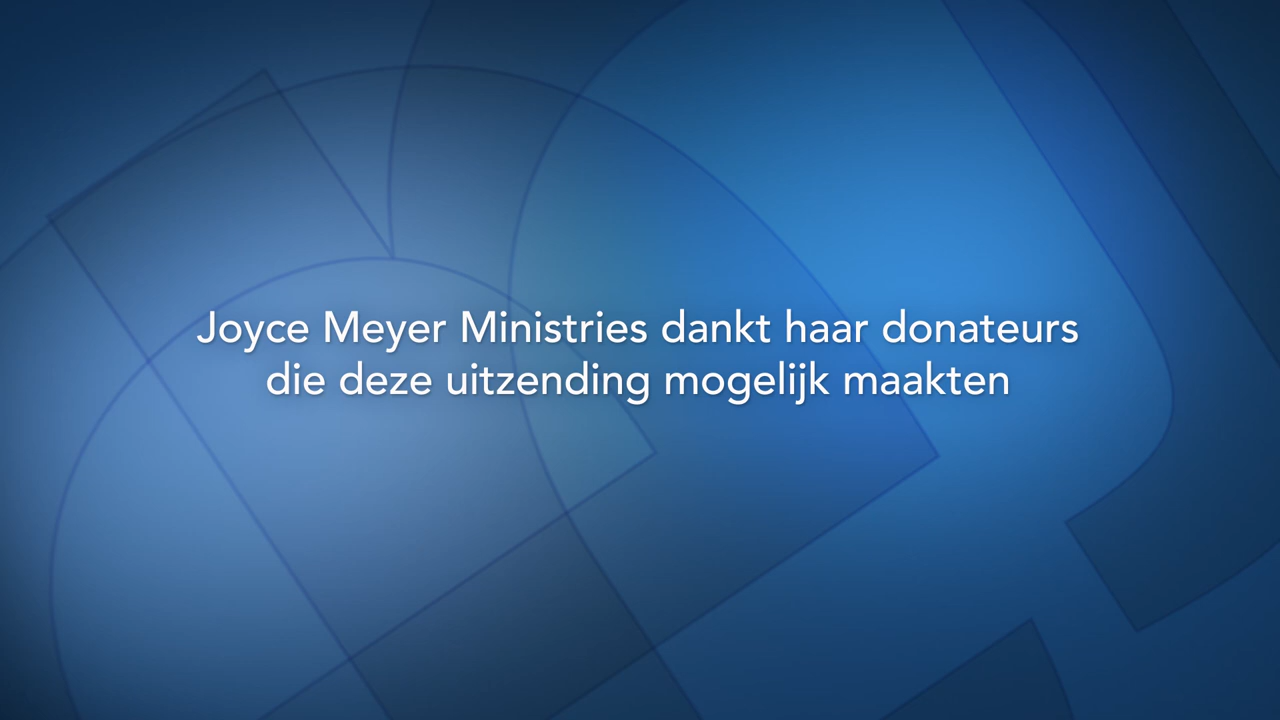 Joyce Meyer Ministries dankt haar donateurs
die deze uitzending mogelijk maakten